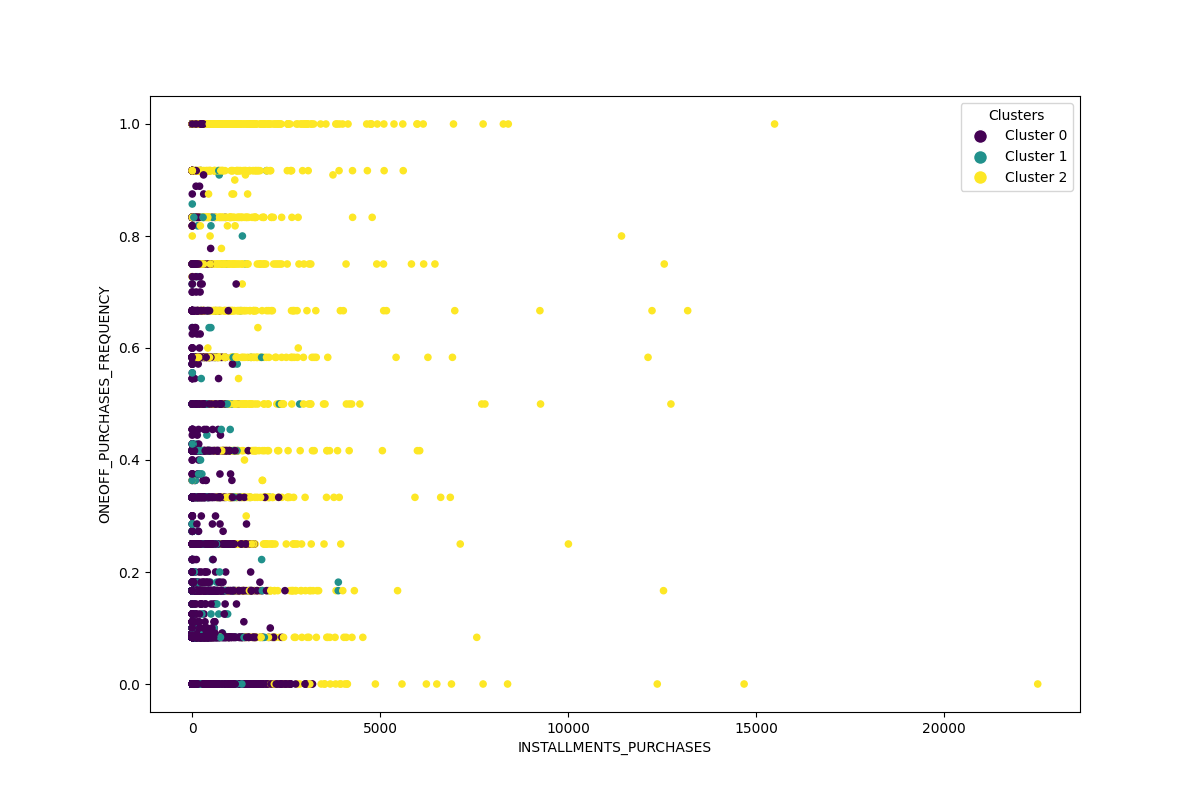 Clusters
Cluster 0
Cluster 1
Cluster 2
1.0
0.8
0.6
0.4
0.2
0.0
ONEOFF_PURCHASES_FREQUENCY
0
5000
10000
15000
20000
INSTALLMENTS_PURCHASES